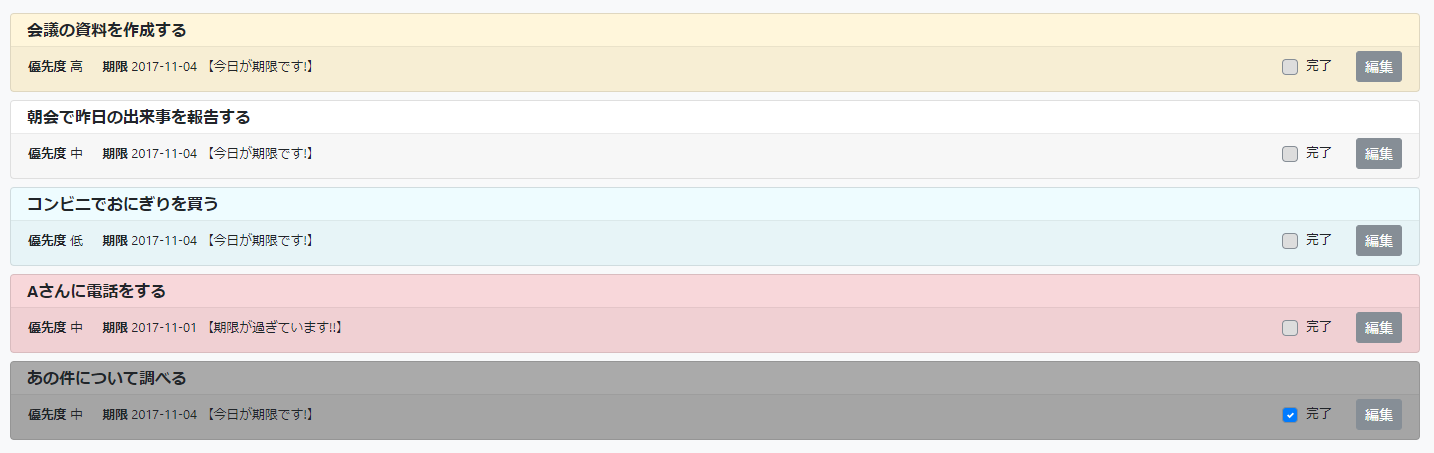 会議の資料を作成する
優先度 高 期限 2017-11-04 【今日が期限です!】 完了 編集
朝会で昨日の出来事を報告する
優先度 中 期限 2017-11-04 【今日が期限です!】 完了 編集
コンビニでおにぎりを買う
優先度 低 期限 2017-11-04 【今日が期限です!】 完了 編集
Aさんに電話をする
優先度 中 期限 2017-11-01 【期限が過ぎています!!】 完了 編集
あの件について調べる
優先度 中 期限 2017-11-04 【今日が期限です!】 完了 編集